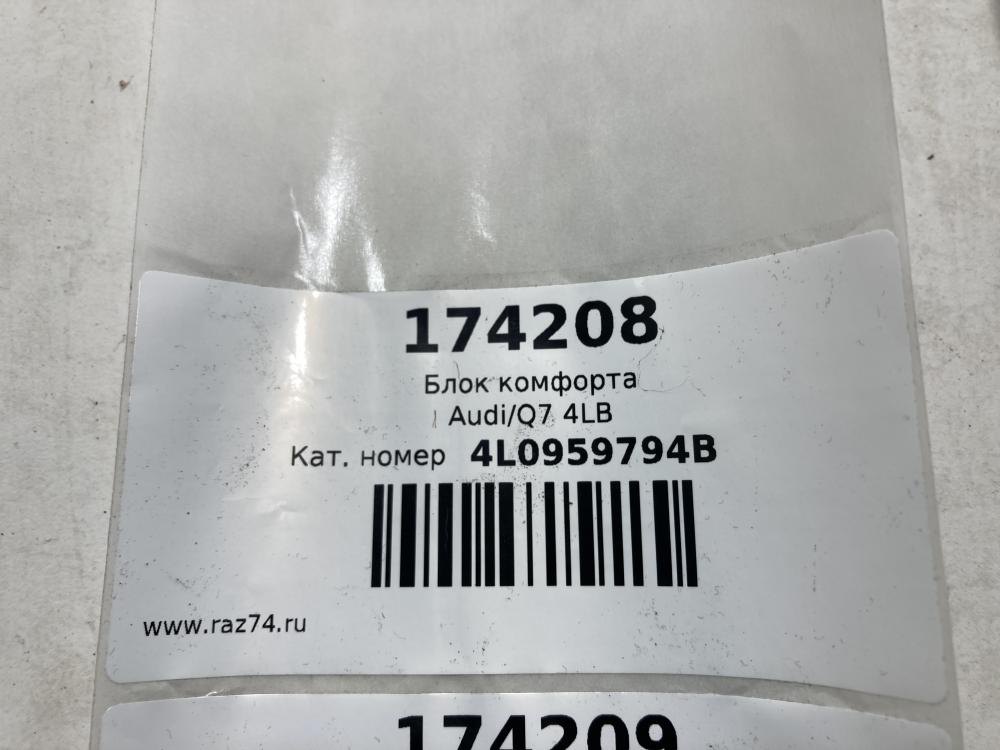 174208
Блок комфорта
Audi/Q7 4LB
Кат. номер 4L0959794B
www.raz74.ru
174209